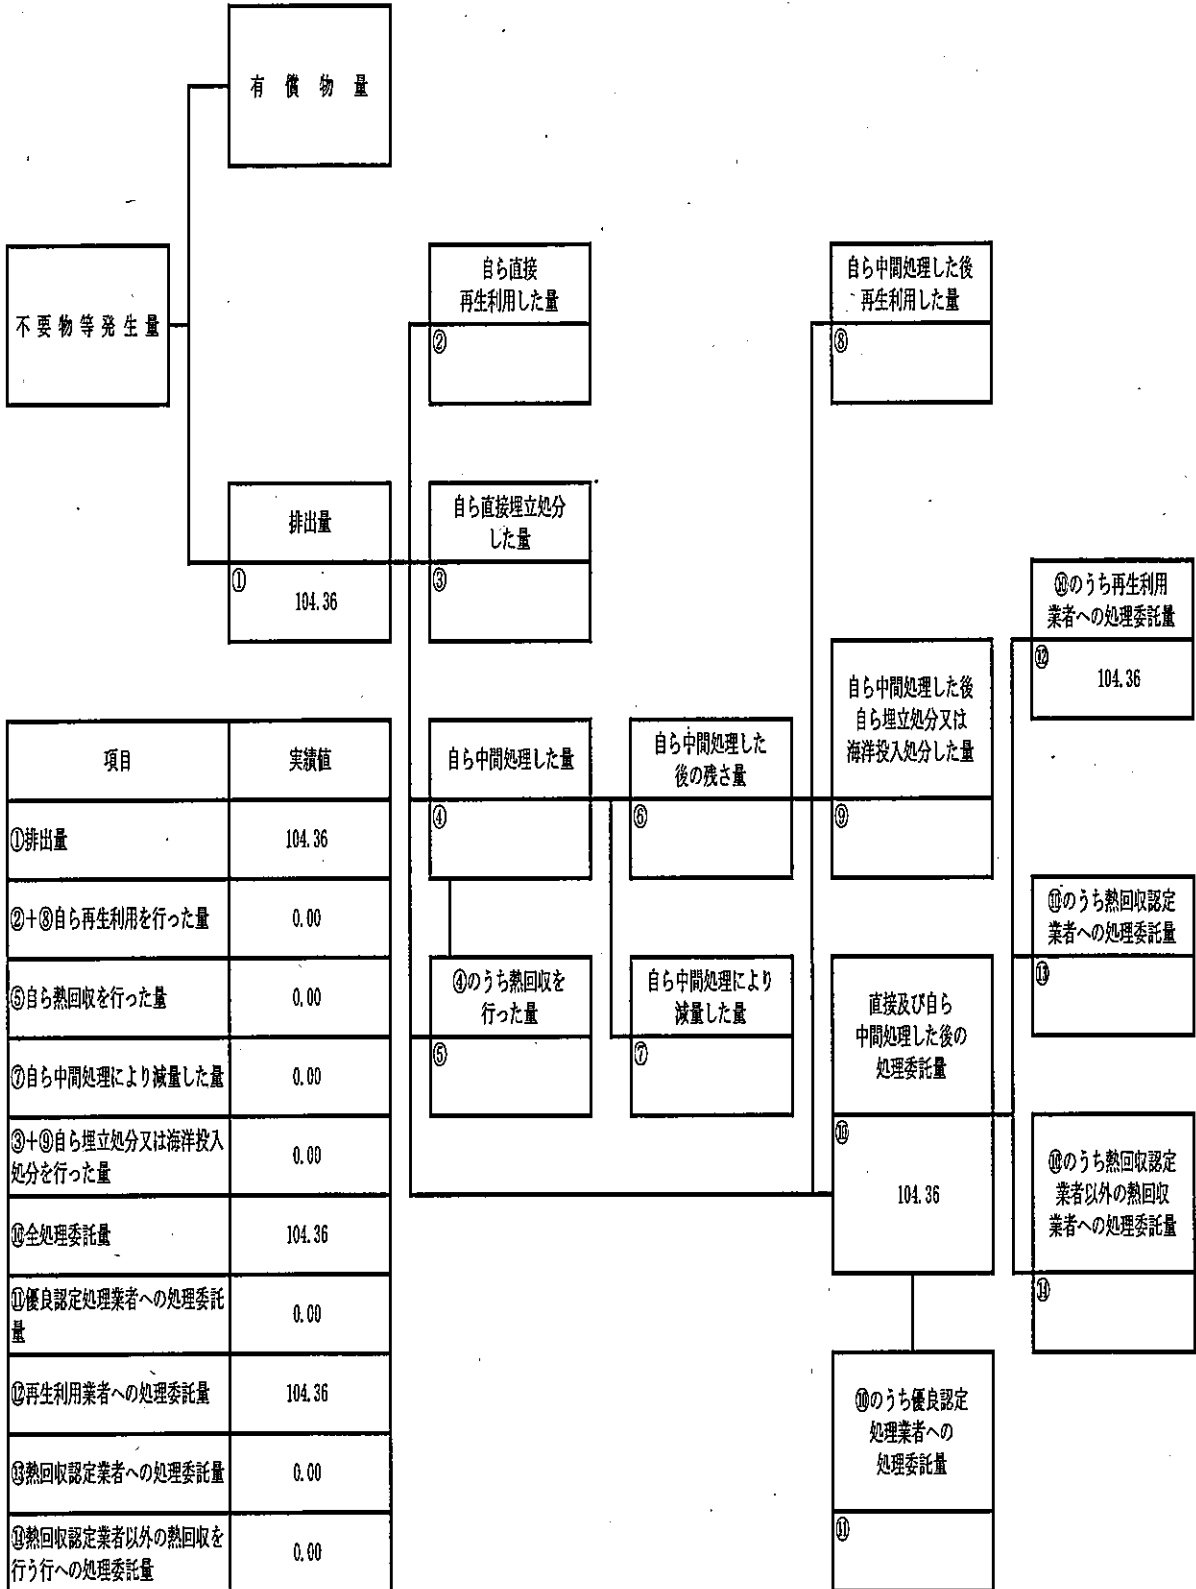 有償物量
不要物等発生量
自ら直接
再生利用した量
②
自ら中間処理した後
再生利用した量
⑧
排出量
①
104.36
自ら直接埋立処分
した量
③
⑩のうち再生利用
業者への処理委託量
⑫
104.36
自ら中間処理した量
④
自ら中間処理した
後の残さ量
⑥
自ら中間処理した後
自ら埋立処分又は
海洋投入処分した量
⑨
⑩のうち熱回収認定
業者への処理委託量
⑬
④のうち熱回収を
行った量
⑤
自ら中間処理により
減量した量
⑦
直接及び自ら
中間処理した後の
処理委託量
⑩
104.36
⑩のうち熱回収認定
業者以外の熱回収
業者への処理委託量
⑭
⑩のうち優良認定
処理業者への
処理委託量
⑪
項目 実績値
①排出量 104.36
②+⑧自ら再生利用を行った量 0.00
⑤自ら熱回収を行った量 0.00
⑦自ら中間処理により減量した量 0.00
③+⑨自ら埋立処分又は海洋投入
処分を行った量 0.00
⑩全処理委託量 104.36
⑪優良認定処理業者への処理委託
量 0.00
⑫再生利用業者への処理委託量 104.36
⑬熱回収認定業者への処理委託量 0.00
⑭熱回収認定業者以外の熱回収を
行う行への処理委託量 0.00